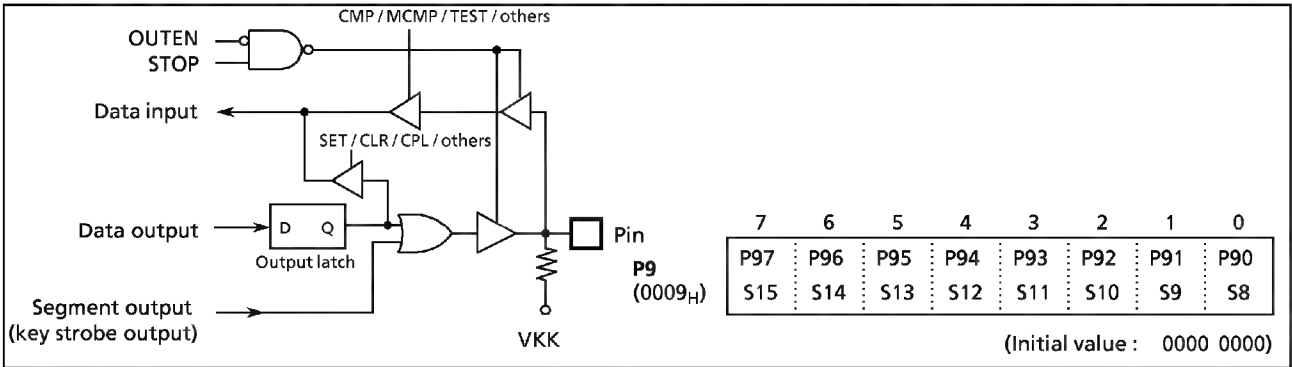 CMP / MCMP / TEST / others
OUTEN
STOP
Data input
SET / CLR / CPL / others
Data output
D Q
Output latch
Pin
Segment output
(key strobe output)
VKK
P9
(0009H)
7 6 5 4 3 2 1 0
P97 P96 P95 P94 P93 P92 P91 P90
S15 S14 S13 S12 S11 S10 S9 S8
(Initial value : 0000 0000)